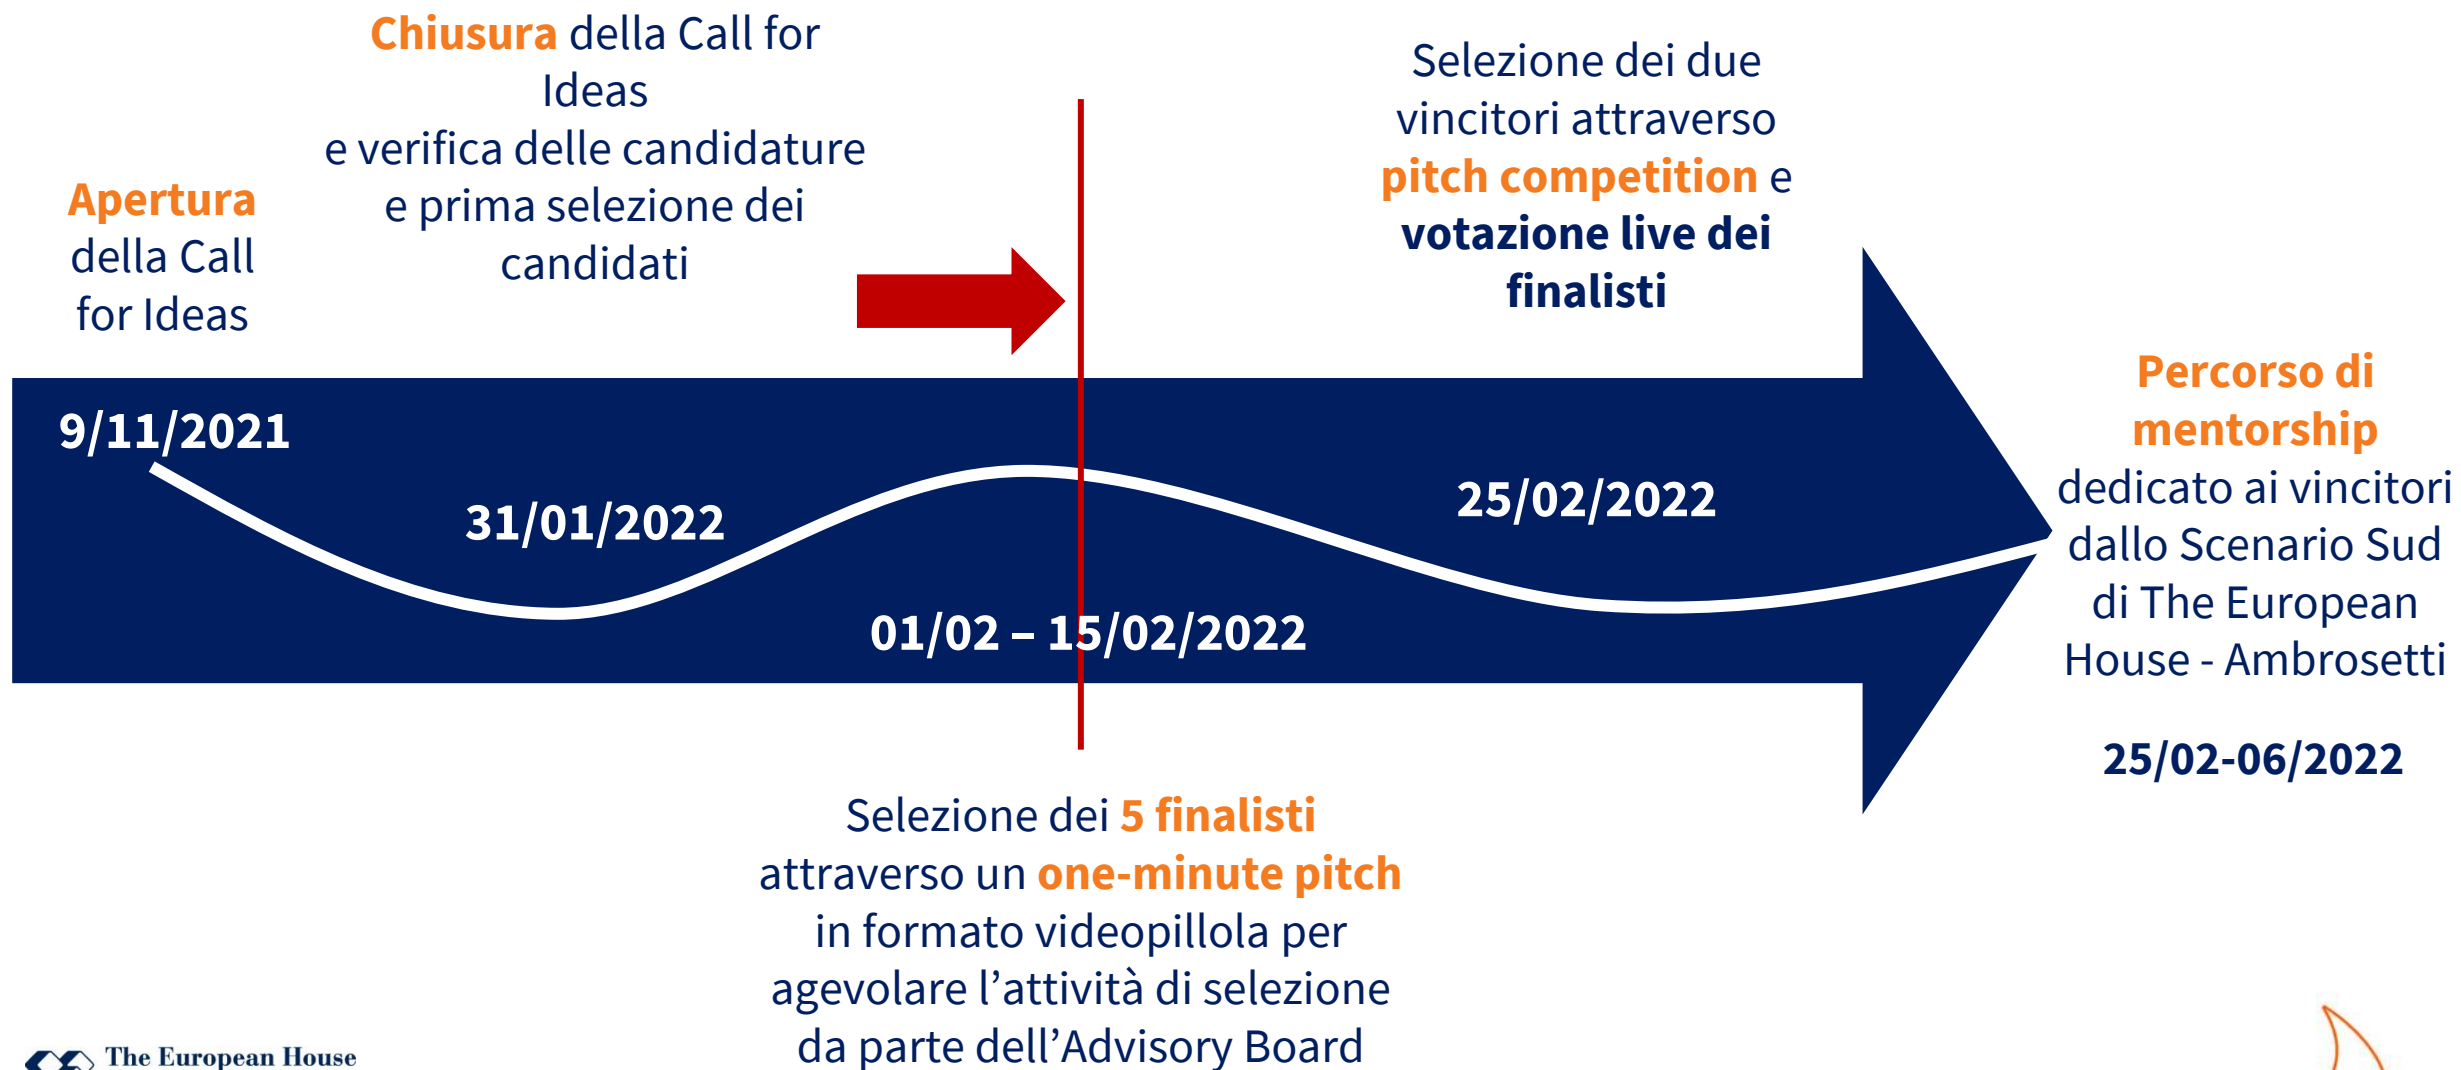 Apertura
della Call
for Ideas
Chiusura della Call for
Ideas
e verifica delle candidature
e prima selezione dei
candidati
Selezione dei due
vincitori attraverso
pitch competition e
votazione live dei
finalisti
9/11/2021
31/01/2022
01/02 – 15/02/2022
25/02/2022
Percorso di
mentorship
dedicato ai vincitori
dallo Scenario Sud
di The European
House - Ambrosetti
25/02-06/2022
Selezione dei 5 finalisti
attraverso un one-minute pitch
in formato videopillola per
agevolare l’attività di selezione
da parte dell’Advisory Board
The European House